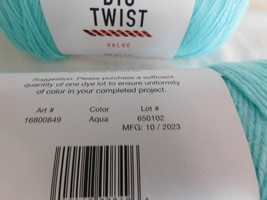 BIG
TWIST
VALUE
Suggestion: Please purchase a sufficient
quantity of one dye lot to ensure uniformity
of color in your completed project.
Art # Color Lot #
16800849 Aqua 650102
MFG: 10 / 2023